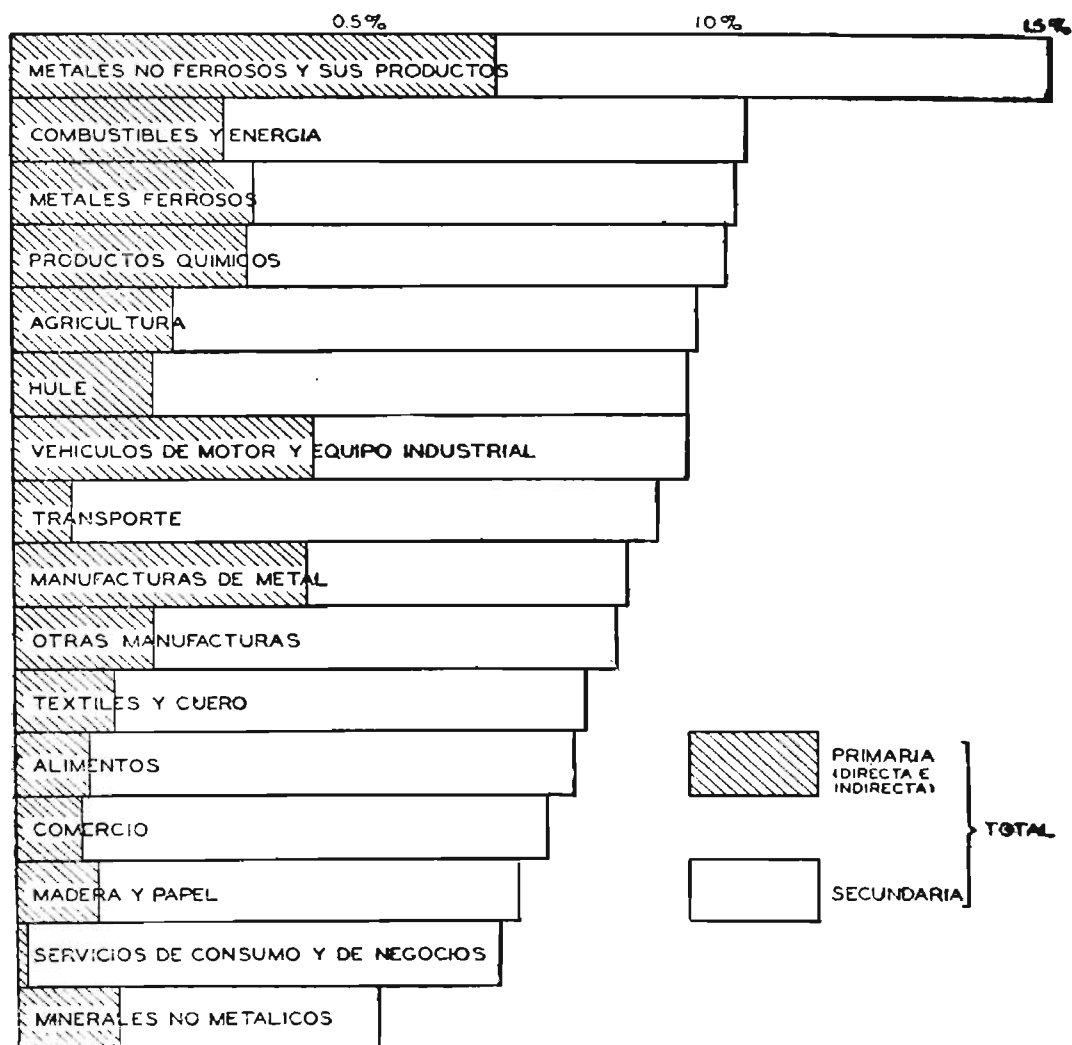 0.5% 10% 1.5%
METALES NO FERROSOS Y SUS PRODUCTOS
COMBUSTIBLES Y ENERGIA
METALES FERROSOS
PRODUCTOS QUIMICOS
AGRICULTURA
HULE
VEHICULOS DE MOTOR Y EQUIPO INDUSTRIAL
TRANSPORTE
MANUFACTURAS DE METAL
OTRAS MANUFACTURAS
TEXTILES Y CUERO
ALIMENTOS
COMERCIO
MADERA Y PAPEL
SERVICIOS DE CONSUMO Y DE NEGOCIOS
MINERALES NO METALICOS
PRIMARIA
(DIRECTA E
INDIRECTA)
TOTAL
SECUNDARIA